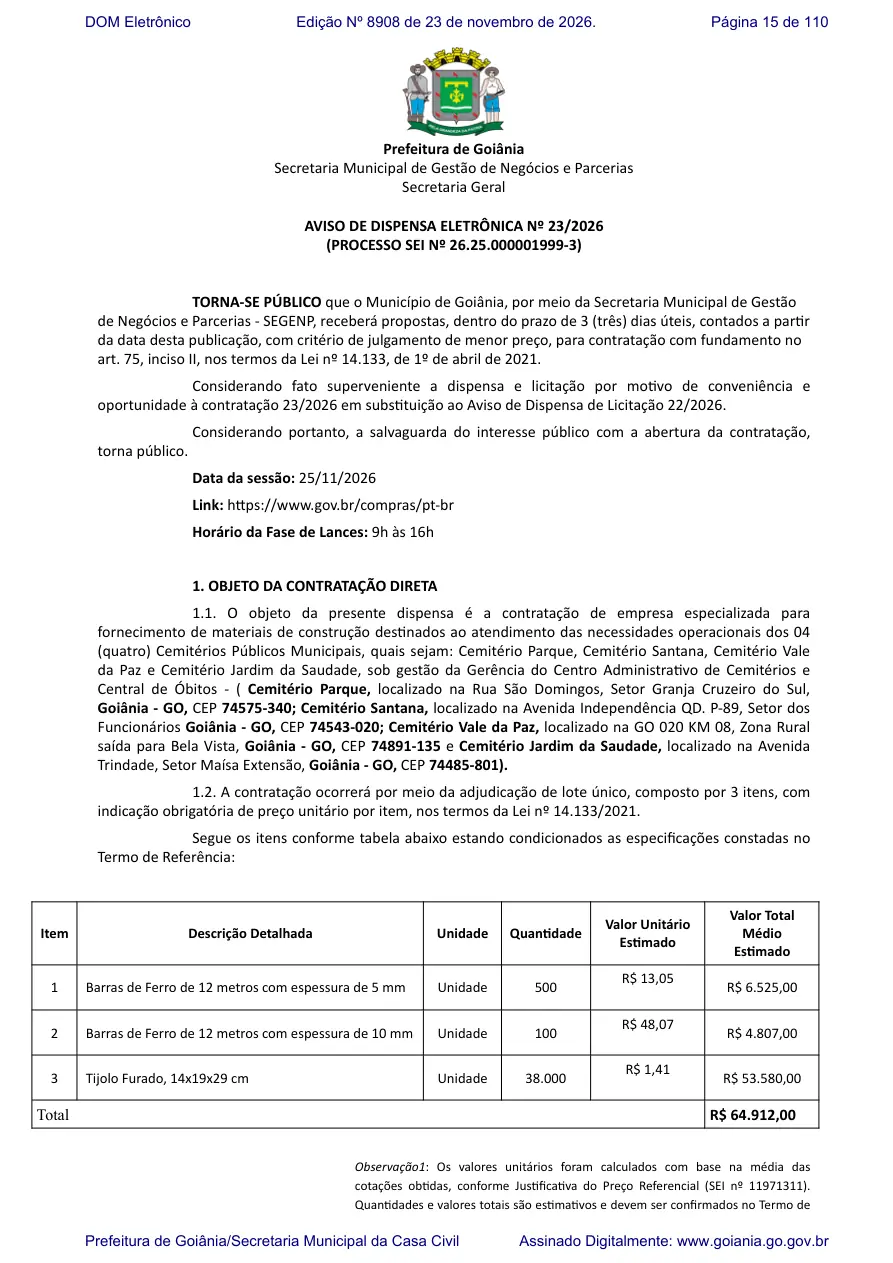 DOM Eletrônico Edição Nº 8908 de 23 de novembro de 2026. Página 15 de 110
Prefeitura de Goiânia
Secretaria Municipal de Gestão de Negócios e Parcerias
Secretaria Geral
AVISO DE DISPENSA ELETRÔNICA Nº 23/2026
(PROCESSO SEI Nº 26.25.000001999-3)
TORNA-SE PÚBLICO que o Município de Goiânia, por meio da Secretaria Municipal de Gestão
de Negócios e Parcerias - SEGENP, receberá propostas, dentro do prazo de 3 (três) dias úteis, contados a partir
da data desta publicação, com critério de julgamento de menor preço, para contratação com fundamento no
art. 75, inciso II, nos termos da Lei nº 14.133, de 1º de abril de 2021.
Considerando fato superveniente a dispensa e licitação por motivo de conveniência e
oportunidade à contratação 23/2026 em substituição ao Aviso de Dispensa de Licitação 22/2026.
Considerando portanto, a salvaguarda do interesse público com a abertura da contratação,
torna público.
Data da sessão: 25/11/2026
Link: https://www.gov.br/compras/pt-br
Horário da Fase de Lances: 9h às 16h
1. OBJETO DA CONTRATAÇÃO DIRETA
1.1. O objeto da presente dispensa é a contratação de empresa especializada para
fornecimento de materiais de construção destinados ao atendimento das necessidades operacionais dos 04
(quatro) Cemitérios Públicos Municipais, quais sejam: Cemitério Parque, Cemitério Santana, Cemitério Vale
da Paz e Cemitério Jardim da Saudade, sob gestão da Gerência do Centro Administrativo de Cemitérios e
Central de Óbitos - ( Cemitério Parque, localizado na Rua São Domingos, Setor Granja Cruzeiro do Sul,
Goiânia - GO, CEP 74575-340; Cemitério Santana, localizado na Avenida Independência QD. P-89, Setor dos
Funcionários Goiânia - GO, CEP 74543-020; Cemitério Vale da Paz, localizado na GO 020 KM 08, Zona Rural
saída para Bela Vista, Goiânia - GO, CEP 74891-135 e Cemitério Jardim da Saudade, localizado na Avenida
Trindade, Setor Maísa Extensão, Goiânia - GO, CEP 74485-801).
1.2. A contratação ocorrerá por meio da adjudicação de lote único, composto por 3 itens, com
indicação obrigatória de preço unitário por item, nos termos da Lei nº 14.133/2021.
Segue os itens conforme tabela abaixo estando condicionados as especificações constadas no
Termo de Referência:
Item Descrição Detalhada Unidade Quantidade Valor Unitário Estimado Valor Total Médio Estimado
1 Barras de Ferro de 12 metros com espessura de 5 mm Unidade 500 R$ 13,05 R$ 6.525,00
2 Barras de Ferro de 12 metros com espessura de 10 mm Unidade 100 R$ 48,07 R$ 4.807,00
3 Tijolo Furado, 14x19x29 cm Unidade 38.000 R$ 1,41 R$ 53.580,00
Total R$ 64.912,00
Observação1: Os valores unitários foram calculados com base na média das
cotações obtidas, conforme Justificativa do Preço Referencial (SEI nº 11971311).
Quantidades e valores totais são estimativos e devem ser confirmados no Termo de
Prefeitura de Goiânia/Secretaria Municipal da Casa Civil Assinado Digitalmente: www.goiania.go.gov.br